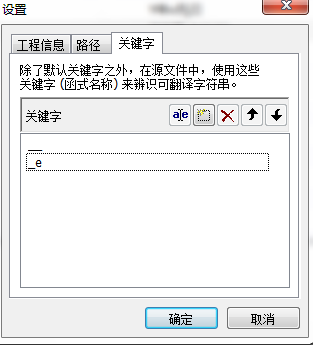 设置
工程信息 路径 关键字
除了默认关键字之外，在源文件中，使用这些
关键字 (函式名称) 来辨识可翻译字符串。
关键字
__
_e
确定 取消